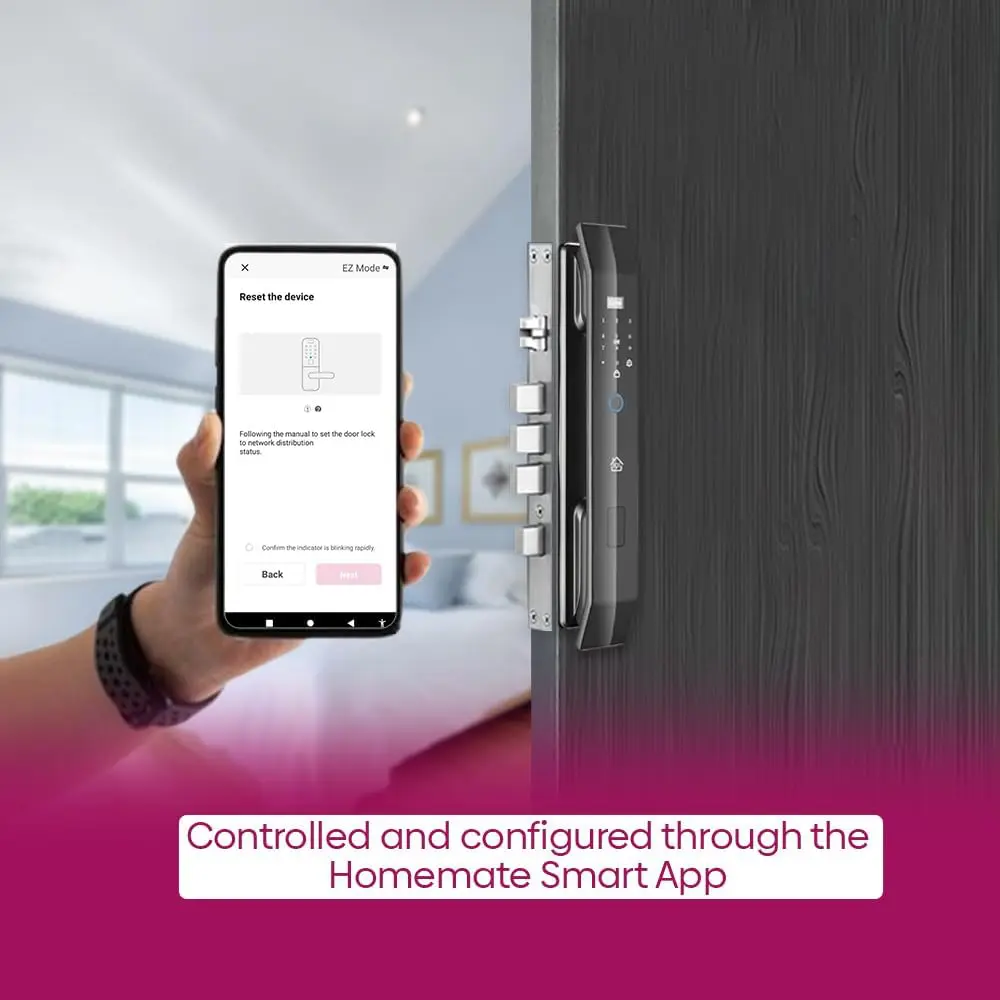 EZ Mode
Reset the device
Following the manual to set the door lock
to network distribution
status.
Confirm the indicator is blinking rapidly.
Back
Next
Controlled and configured through the
Homemate Smart App